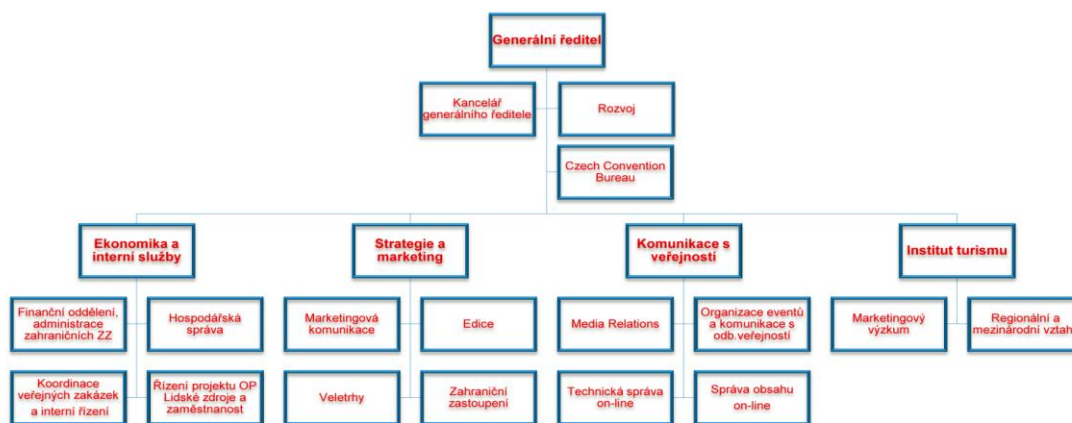 Generální ředitel
Kancelář
generálního ředitele
Rozvoj
Czech Convention
Bureau
Ekonomika a
interní služby
Strategie a
marketing
Komunikace s
veřejností
Institut turismu
Finanční oddělení,
administrace
zahraničních ZZ
Hospodářská
správa
Marketingová
komunikace
Edice
Media Relations
Organizace eventů
a komunikace s
odb.veřejností
Marketingový
výzkum
Regionální a
mezinárodní vztah
Koordinace
veřejných zakázek
a interní řízení
Řízení projektu OP
Lidské zdroje a
zaměstnanost
Veletrhy
Zahraniční
zastoupení
Technická správa
on-line
Správa obsahu
on-line